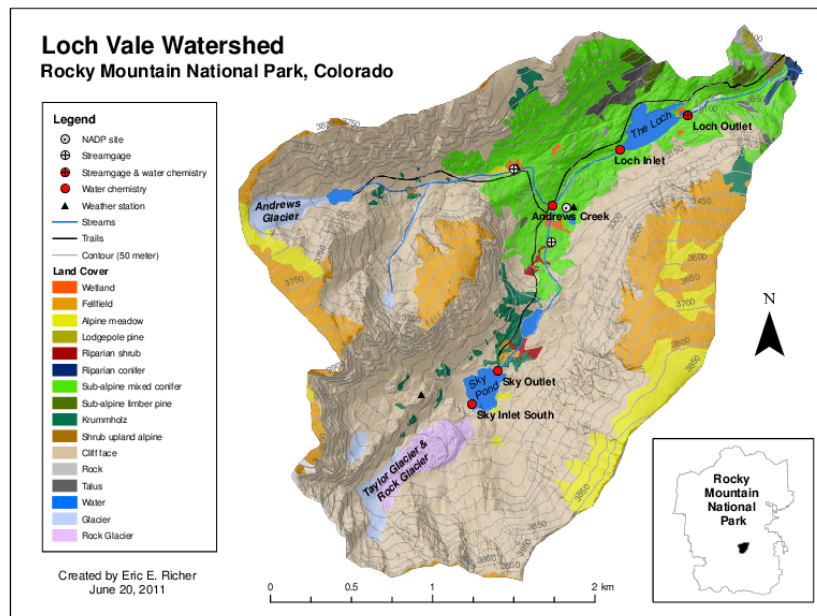 Loch Vale Watershed
Rocky Mountain National Park, Colorado
Legend
NADP site
Streamgage
Streamgage & water chemistry
Water chemistry
Weather station
Streams
Trails
Contour (50 meter)
Land Cover
Wetland
Fellfield
Alpine meadow
Lodgepole pine
Riparian shrub
Riparian conifer
Sub-alpine mixed conifer
Sub-alpine limber pine
Krummholz
Shrub upland alpine
Cliff face
Rock
Talus
Water
Glacier
Rock Glacier
Created by Eric E. Richer
June 20, 2011
The Loch
Loch Outlet
Loch Inlet
Andrews
Glacier
Andrews Creek
Sky
Pond
Sky Outlet
Sky Inlet South
Taylor Glacier &
Rock Glacier
3750
3450
3600
3700
3800
3850
3650
3750
3850
3850
N
Rocky
Mountain
National
Park
0
0.5
1
2 km